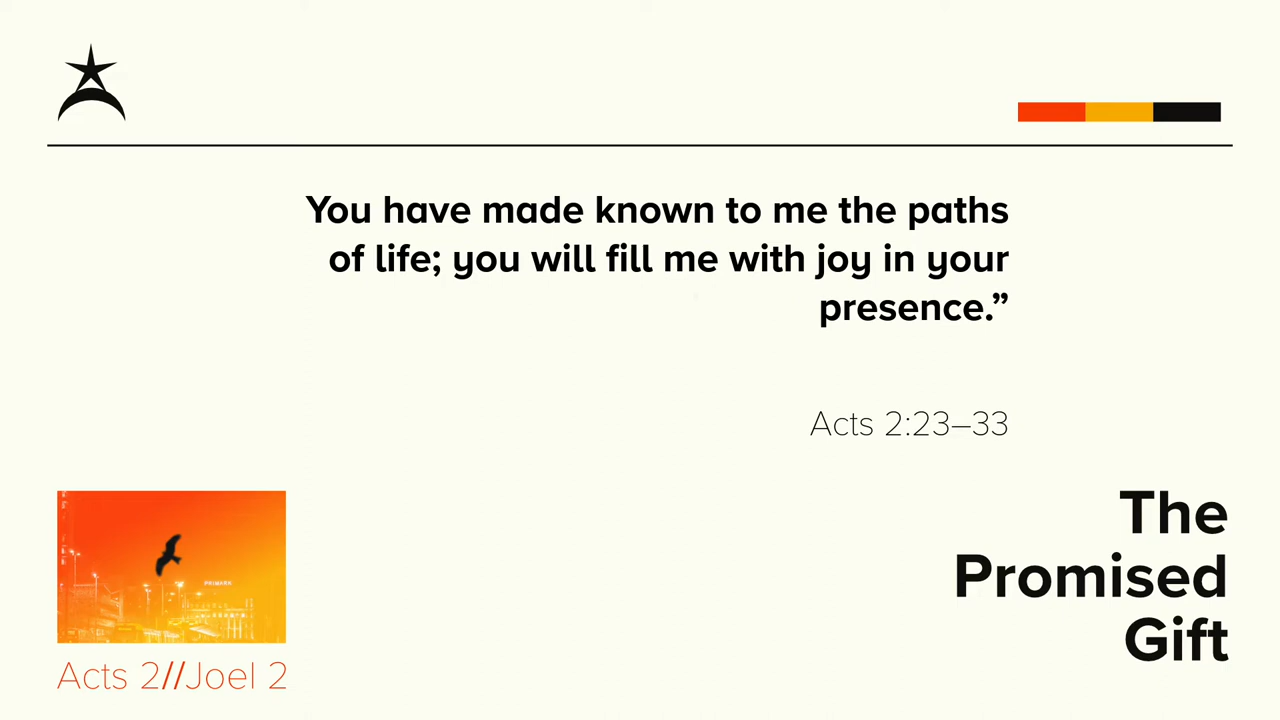 You have made known to me the paths
of life; you will fill me with joy in your
presence.”
Acts 2:23–33
The
Promised
Gift
PRIMARK
Acts 2//Joel 2